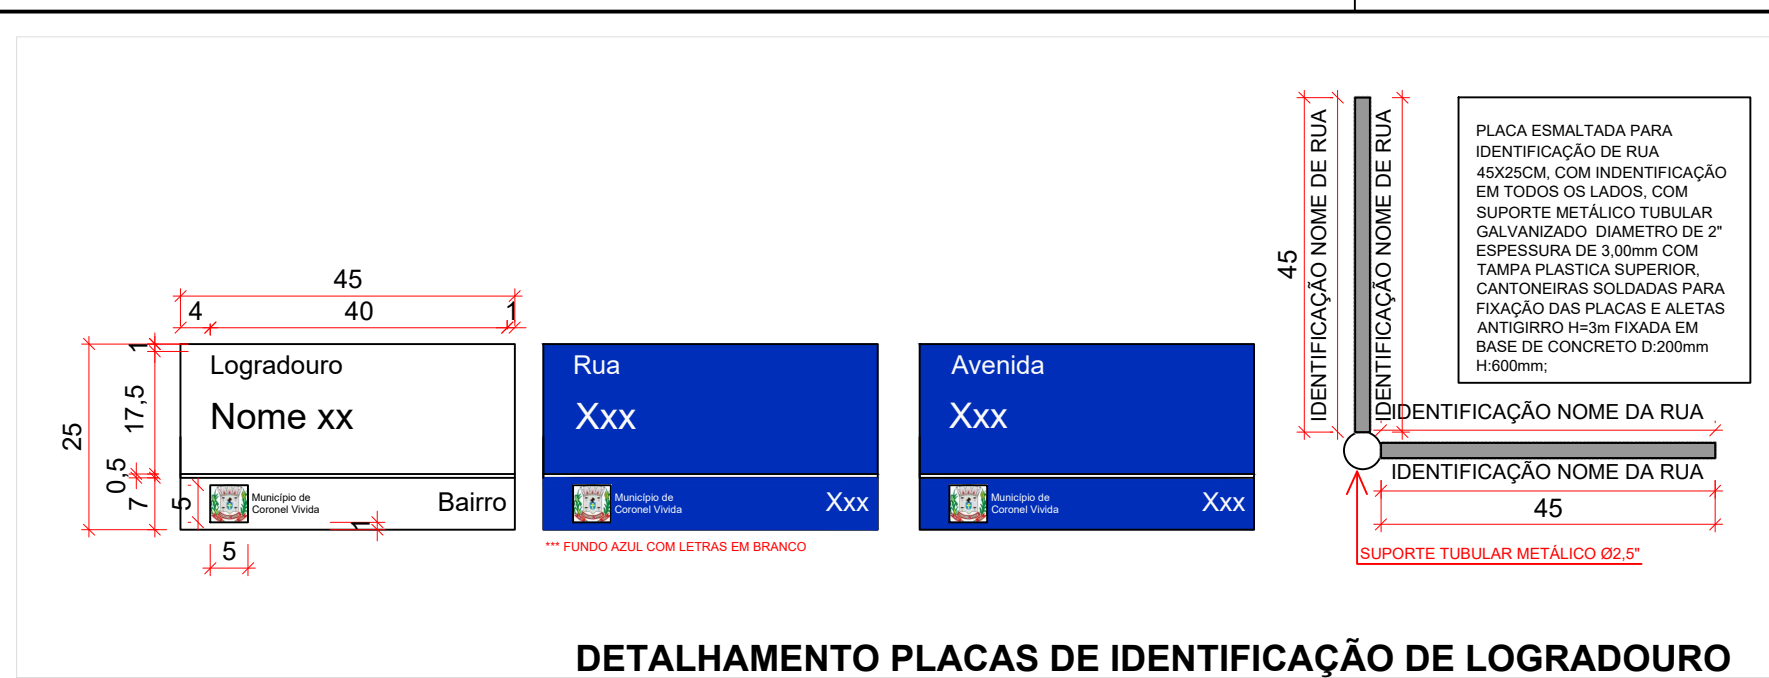 45
4
40
1
1
17,5
25
0,5
7
5
1
5
Logradouro
Nome xx
Município de
Coronel Vivida
Bairro
Rua
Xxx
Município de
Coronel Vivida
Xxx
*** FUNDO AZUL COM LETRAS EM BRANCO
Avenida
Xxx
Município de
Coronel Vivida
Xxx
45
IDENTIFICAÇÃO NOME DE RUA
IDENTIFICAÇÃO NOME DE RUA
IDENTIFICAÇÃO NOME DA RUA
IDENTIFICAÇÃO NOME DA RUA
45
SUPORTE TUBULAR METÁLICO Ø2,5"
PLACA ESMALTADA PARA
IDENTIFICAÇÃO DE RUA
45X25CM, COM INDENTIFICAÇÃO
EM TODOS OS LADOS, COM
SUPORTE METÁLICO TUBULAR
GALVANIZADO DIAMETRO DE 2"
ESPESSURA DE 3,00mm COM
TAMPA PLASTICA SUPERIOR,
CANTONEIRAS SOLDADAS PARA
FIXAÇÃO DAS PLACAS E ALETAS
ANTIGIRRO H=3m FIXADA EM
BASE DE CONCRETO D:200mm
H:600mm;
DETALHAMENTO PLACAS DE IDENTIFICAÇÃO DE LOGRADOURO